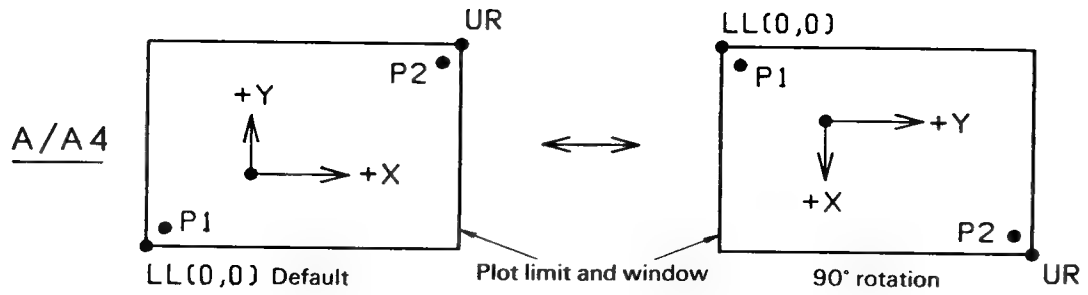 A/A4
UR
P2
+Y
+X
P1
LL(0,0) Default
Plot limit and window
LL(0,0)
P1
+Y
+X
P2
90° rotation
UR